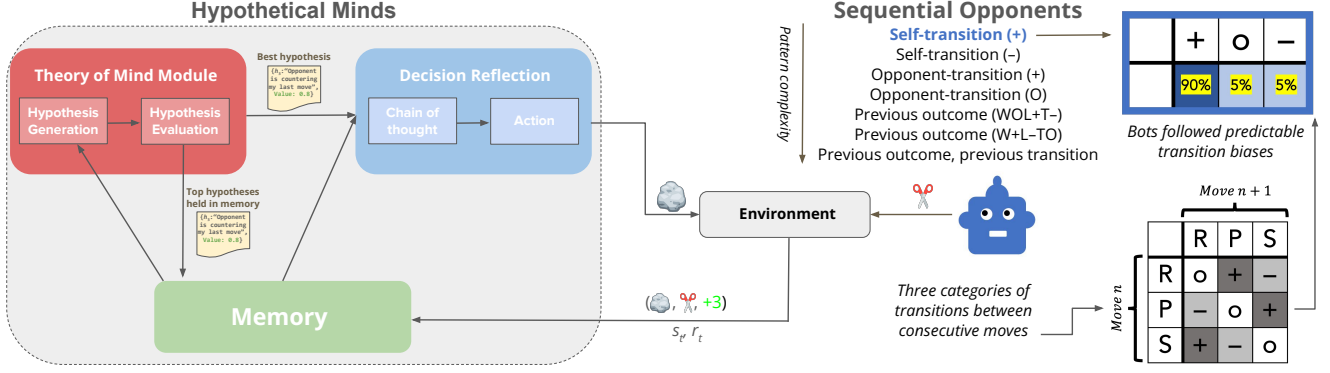 Hypothetical Minds
Theory of Mind Module
Hypothesis
Generation
Hypothesis
Evaluation
Best hypothesis
{h₁:"Opponent
is countering
my last move",
Value: 0.8}
Decision Reflection
Chain of
thought
Action
Top hypotheses
held in memory
{h₁:"Opponent
is countering
my last move",
Value: 0.8}
Memory
Environment
(, , +3)
sₜ, rₜ
Sequential Opponents
Pattern complexity
Self-transition (+)
Self-transition (–)
Opponent-transition (+)
Opponent-transition (O)
Previous outcome (WOL+T–)
Previous outcome (W+L–TO)
Previous outcome, previous transition
+ o –
90% 5% 5%
Bots followed predictable
transition biases
Three categories of
transitions between
consecutive moves
Move n + 1
Move n
R P S
R o + –
P – o +
S + – o